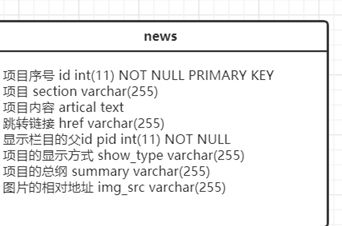 news
项目序号 id int(11) NOT NULL PRIMARY KEY
项目 section varchar(255)
项目内容 artical text
跳转链接 href varchar(255)
显示栏目的父id pid int(11) NOT NULL
项目的显示方式 show_type varchar(255)
项目的总纲 summary varchar(255)
图片的相对地址 img_src varchar(255)